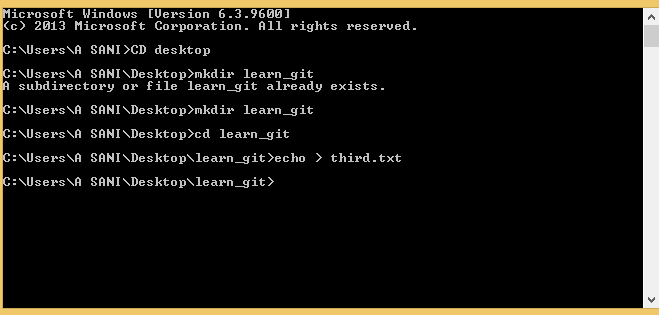 Microsoft Windows [Version 6.3.9600]
(c) 2013 Microsoft Corporation. All rights reserved.
C:\Users\A SANI>CD desktop
C:\Users\A SANI\Desktop>mkdir learn_git
A subdirectory or file learn_git already exists.
C:\Users\A SANI\Desktop>mkdir learn_git
C:\Users\A SANI\Desktop>cd learn_git
C:\Users\A SANI\Desktop\learn_git>echo > third.txt
C:\Users\A SANI\Desktop\learn_git>